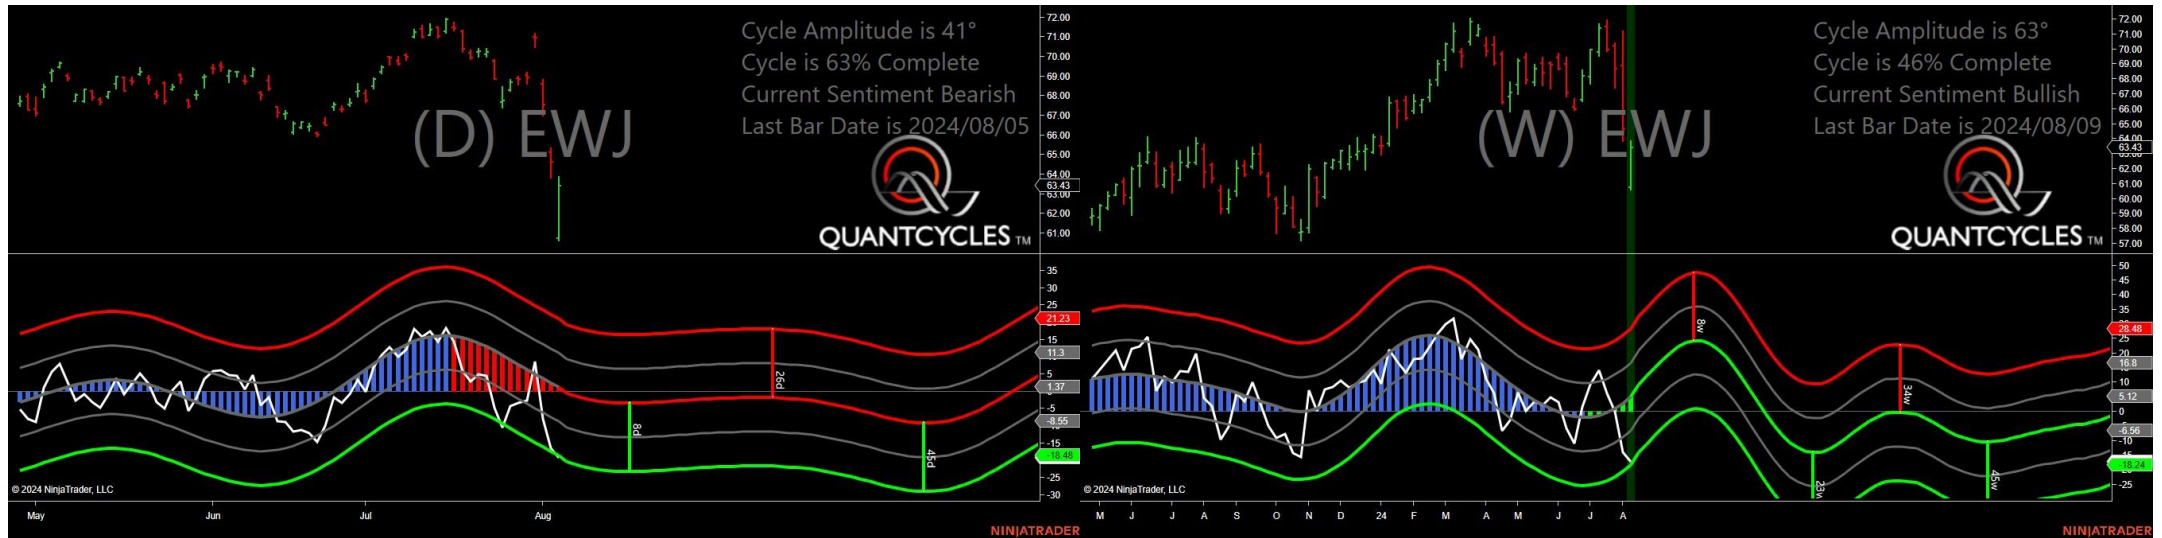 Cycle Amplitude is 41°
Cycle is 63% Complete
Current Sentiment Bearish
Last Bar Date is 2024/08/05
(D) EWJ
QUANTCYCLES TM
72.00
71.00
70.00
69.00
68.00
67.00
66.00
65.00
64.00
63.43
63.00
62.00
61.00
35
30
25
21.23
15
11.3
5
1.37
-5
-8.55
-15
-18.48
-25
-30
26d
8d
45d
© 2024 NinjaTrader, LLC
May Jun Jul Aug
NINJATRADER
Cycle Amplitude is 63°
Cycle is 46% Complete
Current Sentiment Bullish
Last Bar Date is 2024/08/09
(W) EWJ
QUANTCYCLES TM
72.00
71.00
70.00
69.00
68.00
67.00
66.00
65.00
63.43
62.00
61.00
60.00
59.00
58.00
57.00
50
45
40
35
28.48
25
20
16.8
10
5.12
0
-6.56
-10
-18.24
-25
8w
34w
23w
45w
© 2024 NinjaTrader, LLC
M J J A S O N D 24 F M A M J J A
NINJATRADER